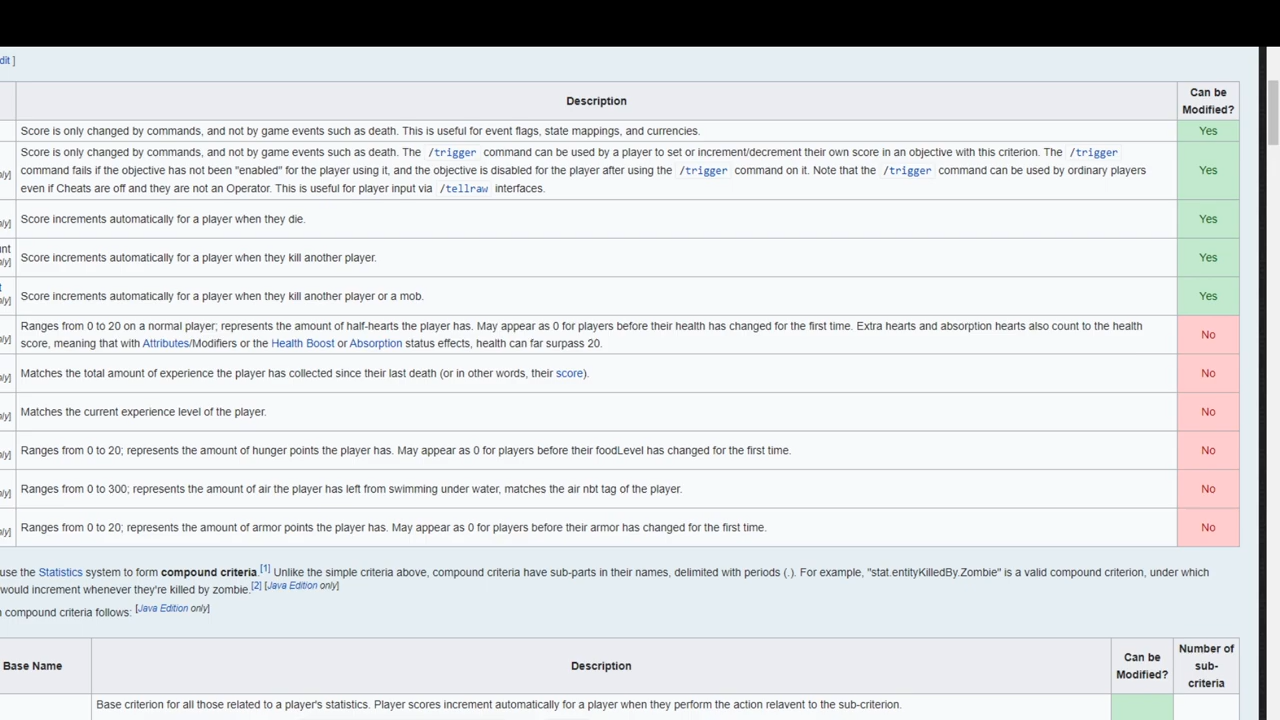 dit ]
Description
Can be
Modified?
Score is only changed by commands, and not by game events such as death. This is useful for event flags, state mappings, and currencies.
Yes
Score is only changed by commands, and not by game events such as death. The /trigger command can be used by a player to set or increment/decrement their own score in an objective with this criterion. The /trigger
command fails if the objective has not been "enabled" for the player using it, and the objective is disabled for the player after using the /trigger command on it. Note that the /trigger command can be used by ordinary players
even if Cheats are off and they are not an Operator. This is useful for player input via /tellraw interfaces.
nly]
Yes
Score increments automatically for a player when they die.
nly]
Yes
unt
nly]
Score increments automatically for a player when they kill another player.
Yes
t
nly]
Score increments automatically for a player when they kill another player or a mob.
Yes
Ranges from 0 to 20 on a normal player; represents the amount of half-hearts the player has. May appear as 0 for players before their health has changed for the first time. Extra hearts and absorption hearts also count to the health
score, meaning that with Attributes/Modifiers or the Health Boost or Absorption status effects, health can far surpass 20.
nly]
No
Matches the total amount of experience the player has collected since their last death (or in other words, their score).
nly]
No
Matches the current experience level of the player.
nly]
No
Ranges from 0 to 20; represents the amount of hunger points the player has. May appear as 0 for players before their foodLevel has changed for the first time.
nly]
No
Ranges from 0 to 300; represents the amount of air the player has left from swimming under water, matches the air nbt tag of the player.
nly]
No
Ranges from 0 to 20; represents the amount of armor points the player has. May appear as 0 for players before their armor has changed for the first time.
nly]
No
use the Statistics system to form compound criteria.[1] Unlike the simple criteria above, compound criteria have sub-parts in their names, delimited with periods (.). For example, "stat.entityKilledBy.Zombie" is a valid compound criterion, under which
would increment whenever they're killed by zombie.[2] [Java Edition only]
compound criteria follows: [Java Edition only]
Base Name
Description
Can be
Modified?
Number of
sub-
criteria
Base criterion for all those related to a player's statistics. Player scores increment automatically for a player when they perform the action relavent to the sub-criterion.